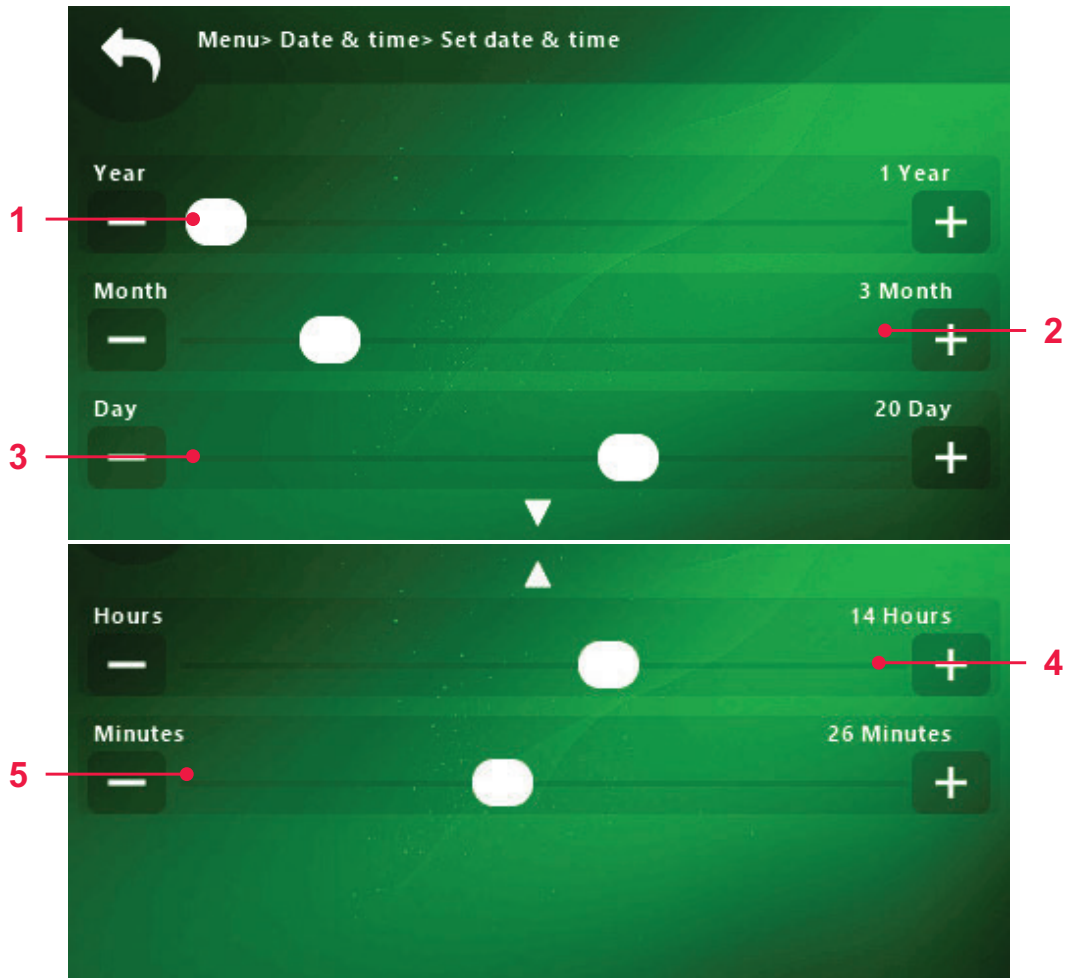 Menu> Date & time> Set date & time
Year 1 Year
1
Month 3 Month
2
Day 20 Day
3
Hours 14 Hours
4
Minutes 26 Minutes
5